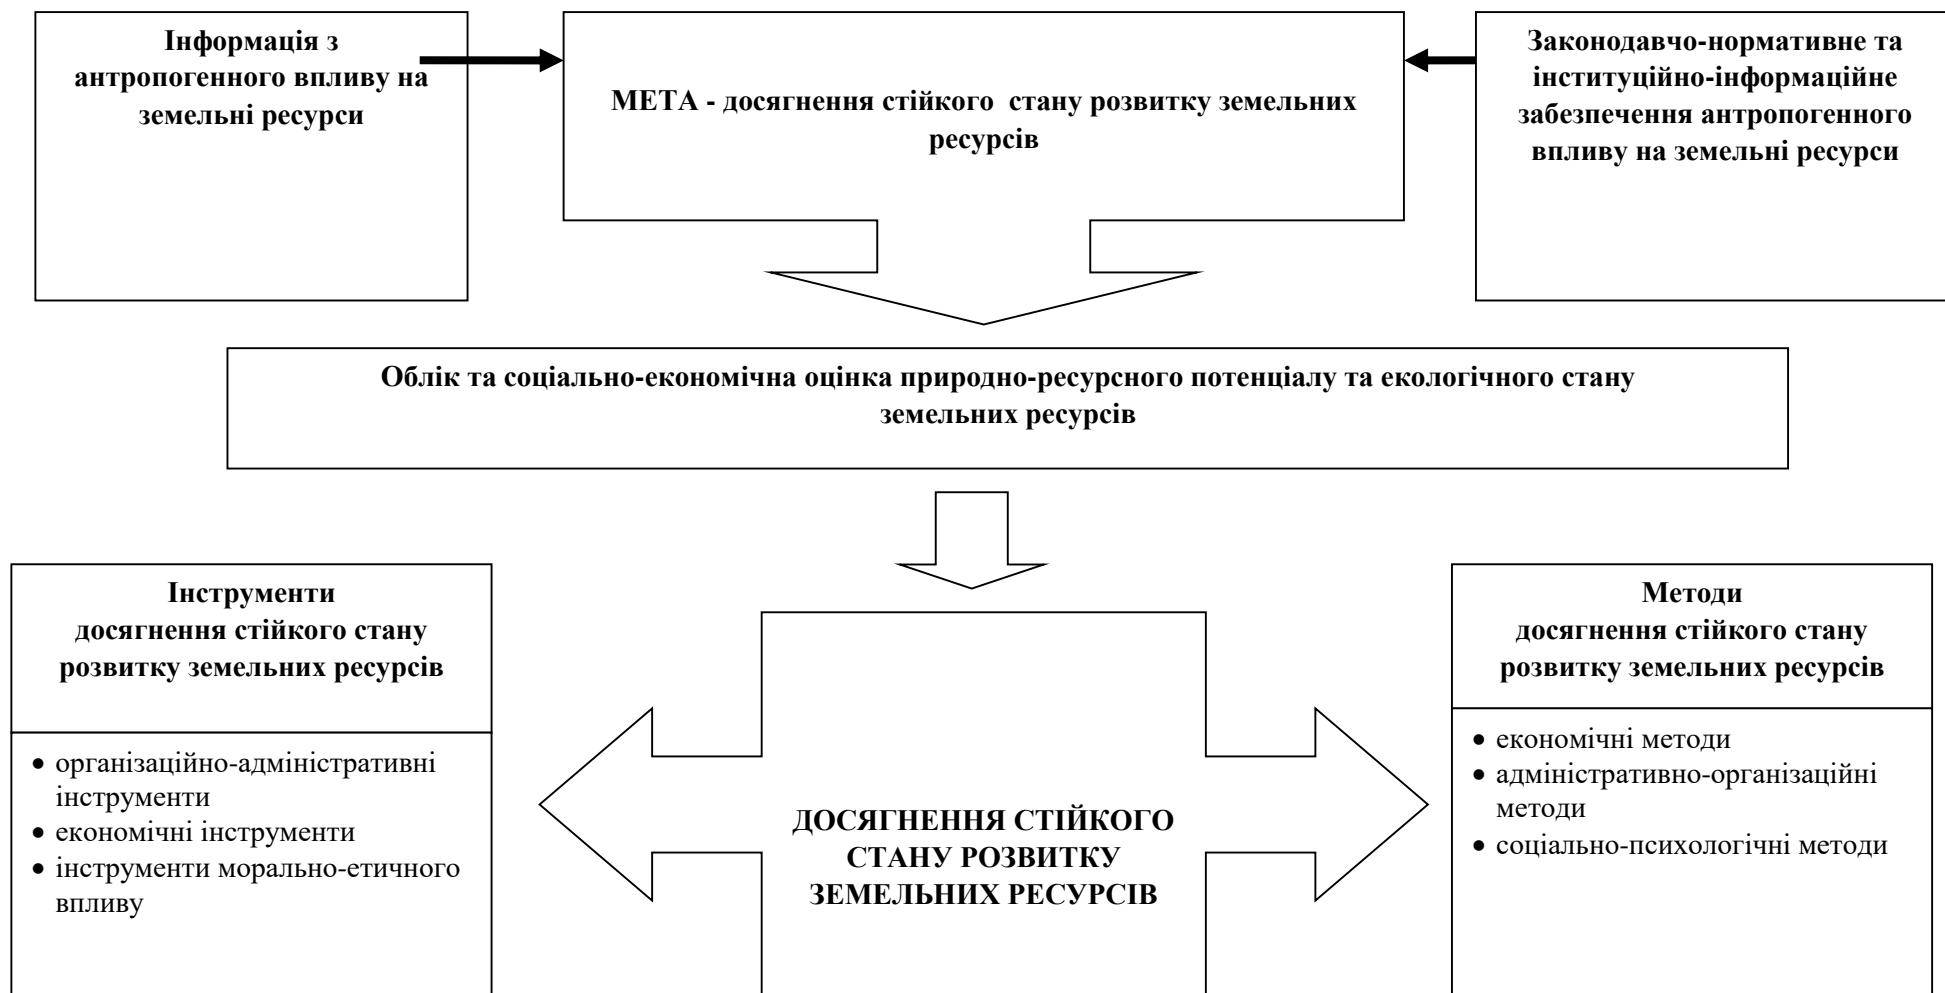 Інформація з
антропогенного впливу на
земельні ресурси
МЕТА - досягнення стійкого стану розвитку земельних
ресурсів
Законодавчо-нормативне та
інституційно-інформаційне
забезпечення антропогенного
впливу на земельні ресурси
Облік та соціально-економічна оцінка природно-ресурсного потенціалу та екологічного стану
земельних ресурсів
Інструменти
досягнення стійкого стану
розвитку земельних ресурсів
• організаційно-адміністративні
інструменти
• економічні інструменти
• інструменти морально-етичного
впливу
ДОСЯГНЕННЯ СТІЙКОГО
СТАНУ РОЗВИТКУ
ЗЕМЕЛЬНИХ РЕСУРСІВ
Методи
досягнення стійкого стану
розвитку земельних ресурсів
• економічні методи
• адміністративно-організаційні
методи
• соціально-психологічні методи